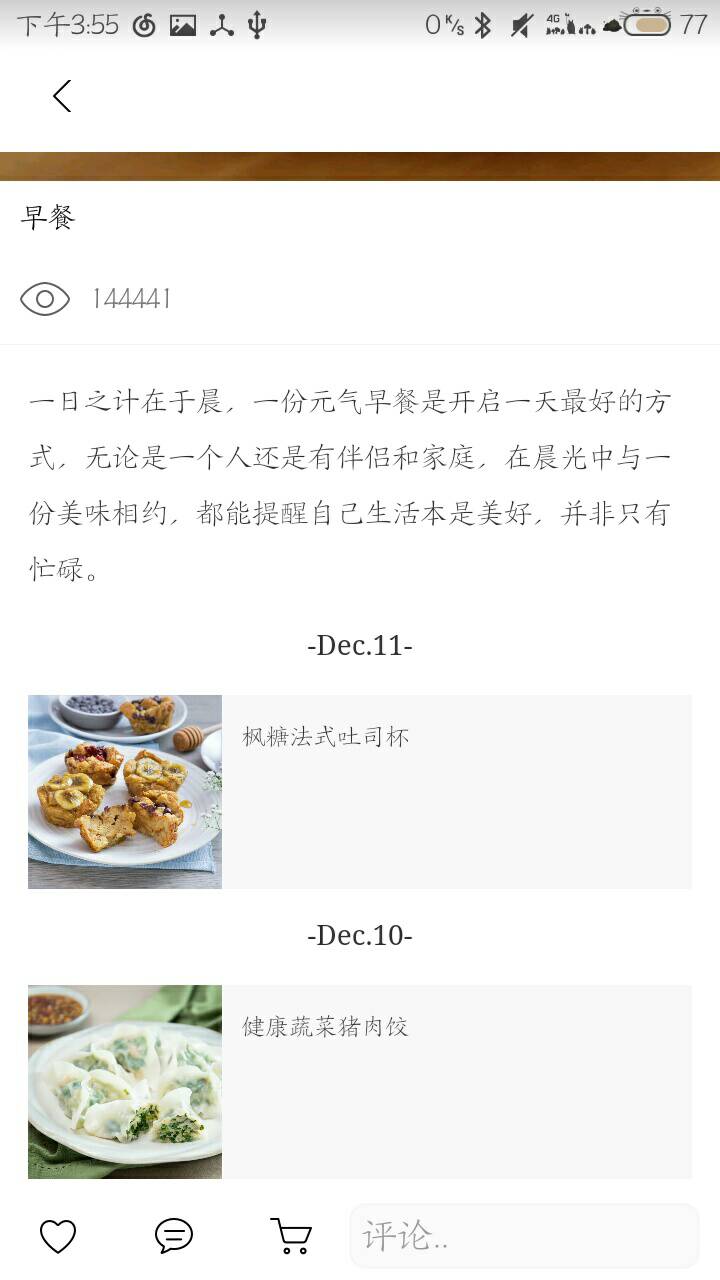 下午3:55 0 K/s 4G 77
早餐
144441
一日之计在于晨，一份元气早餐是开启一天最好的方
式，无论是一个人还是有伴侣和家庭，在晨光中与一
份美味相约，都能提醒自己生活本是美好，并非只有
忙碌。
-Dec.11-
枫糖法式吐司杯
-Dec.10-
健康蔬菜猪肉饺
评论..